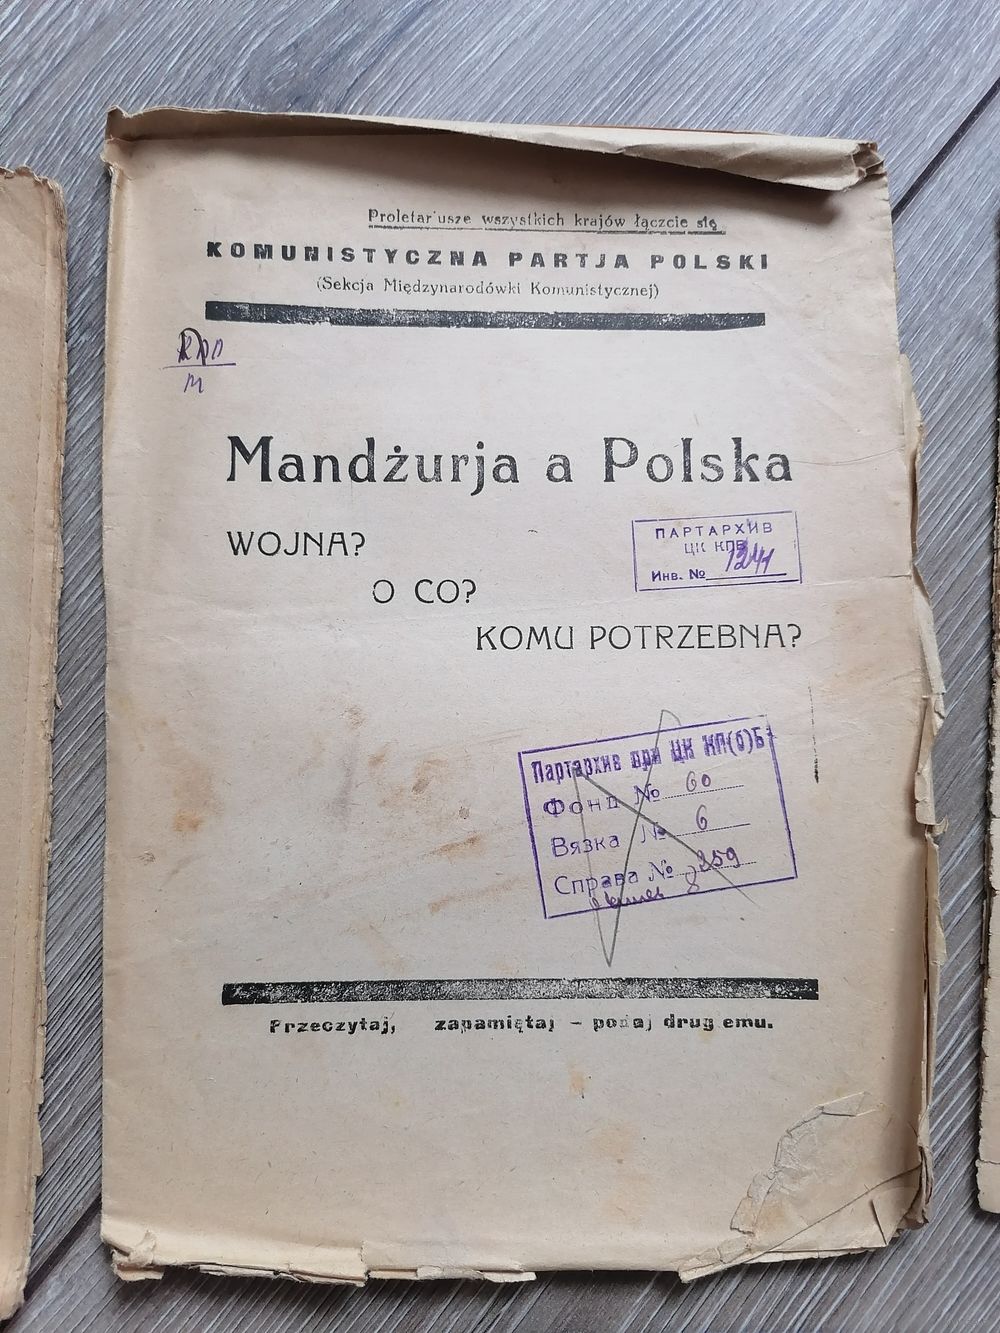 Proletarjusze wszystkich krajów łączcie się
KOMUNISTYCZNA PARTJA POLSKI
(Sekcja Międzynarodówki Komunistycznej)
Mandżurja a Polska
WOJNA?
O CO?
KOMU POTRZEBNA?
ПАРТАРХИВ
ЦК КПБ
Инв. № 1241
Партархив при ЦК КП(б)Б
Фонд № 60
Вязка № 6
Справа № 259
Przeczytaj, zapamiętaj – podaj drugiemu.